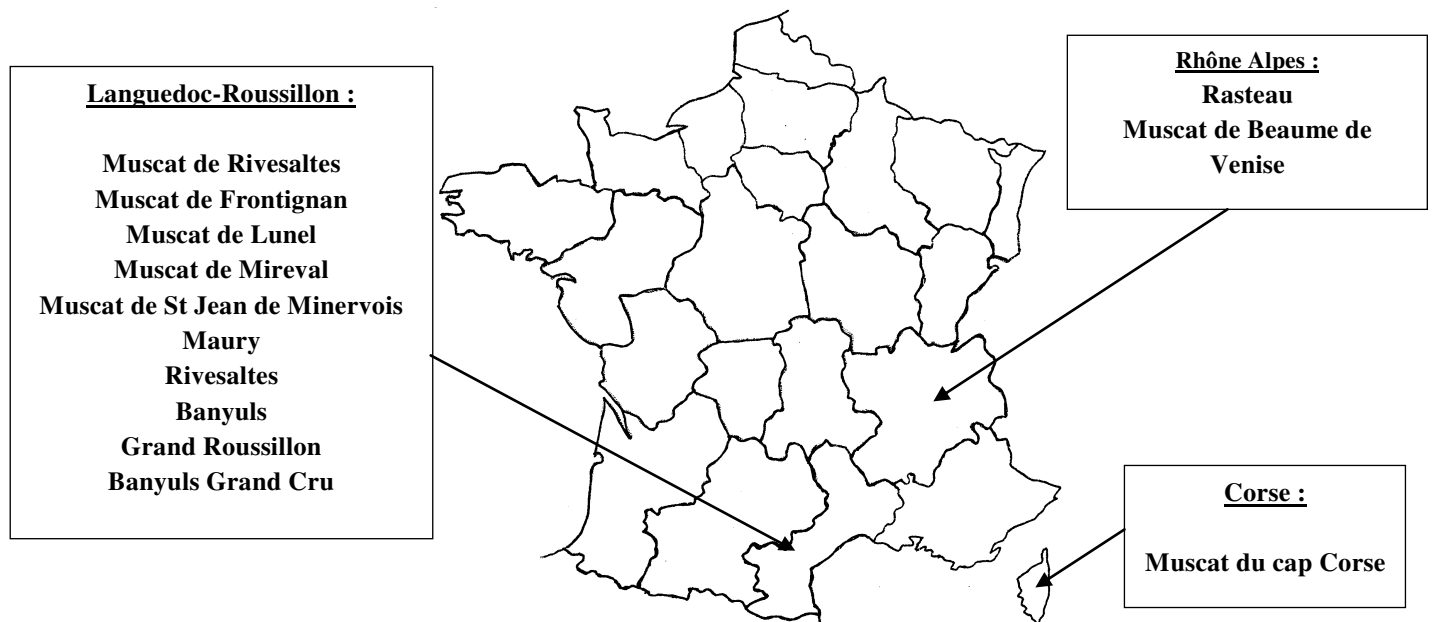 Languedoc-Roussillon :
Muscat de Rivesaltes
Muscat de Frontignan
Muscat de Lunel
Muscat de Mireval
Muscat de St Jean de Minervois
Maury
Rivesaltes
Banyuls
Grand Roussillon
Banyuls Grand Cru
Rhône Alpes :
Rasteau
Muscat de Beaume de
Venise
Corse :
Muscat du cap Corse